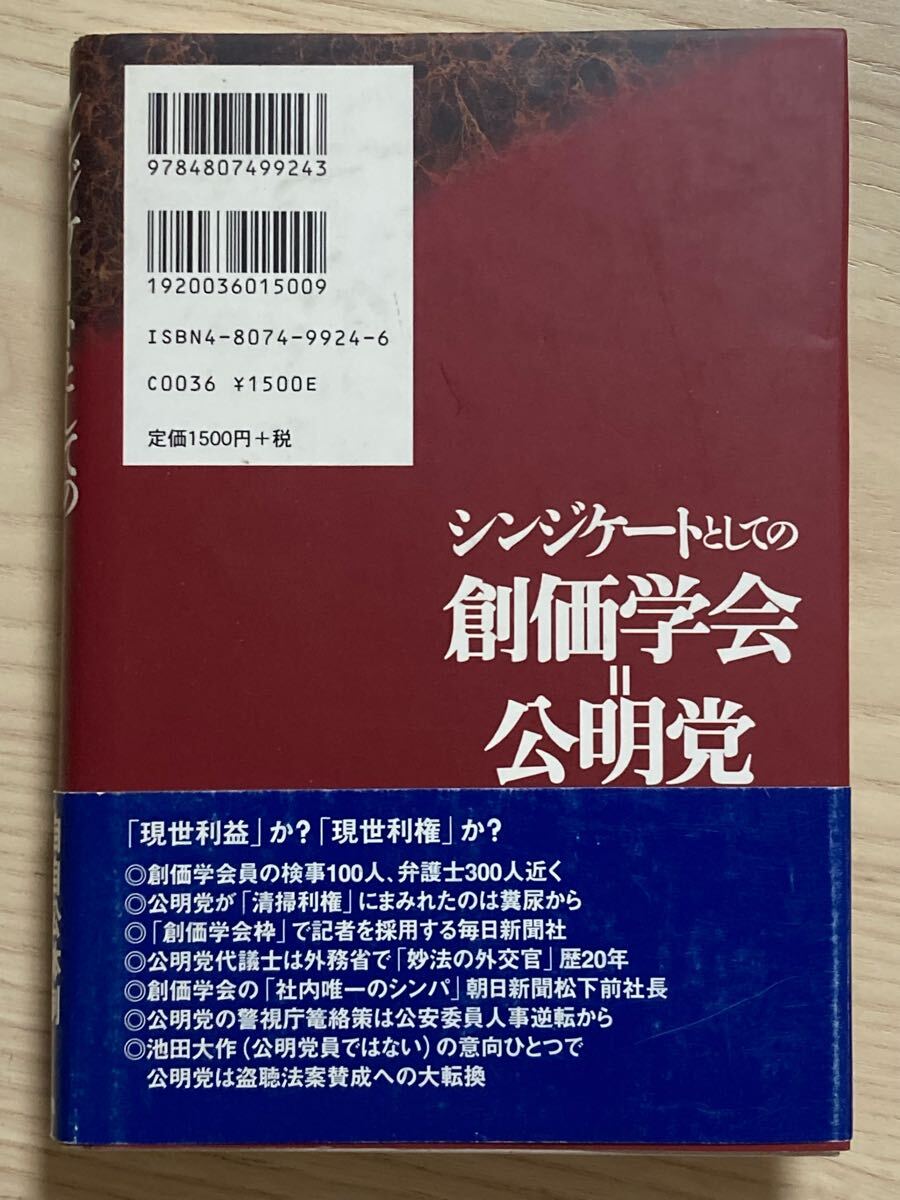 9784807499243
1920036015009
ISBN4-8074-9924-6
C0036 ¥1500E
定価1500円+税
シンジケートとしての
創価学会
=
公明党
「現世利益」か?「現世利権」か?
◎創価学会員の検事100人、弁護士300人近く
◎公明党が「清掃利権」にまみれたのは糞尿から
◎「創価学会枠」で記者を採用する毎日新聞社
◎公明党代議士は外務省で「妙法の外交官」歴20年
◎創価学会の「社内唯一のシンパ」朝日新聞松下前社長
◎公明党の警視庁篭絡策は公安委員人事逆転から
◎池田大作(公明党員ではない)の意向ひとつで
公明党は盗聴法案賛成への大転換